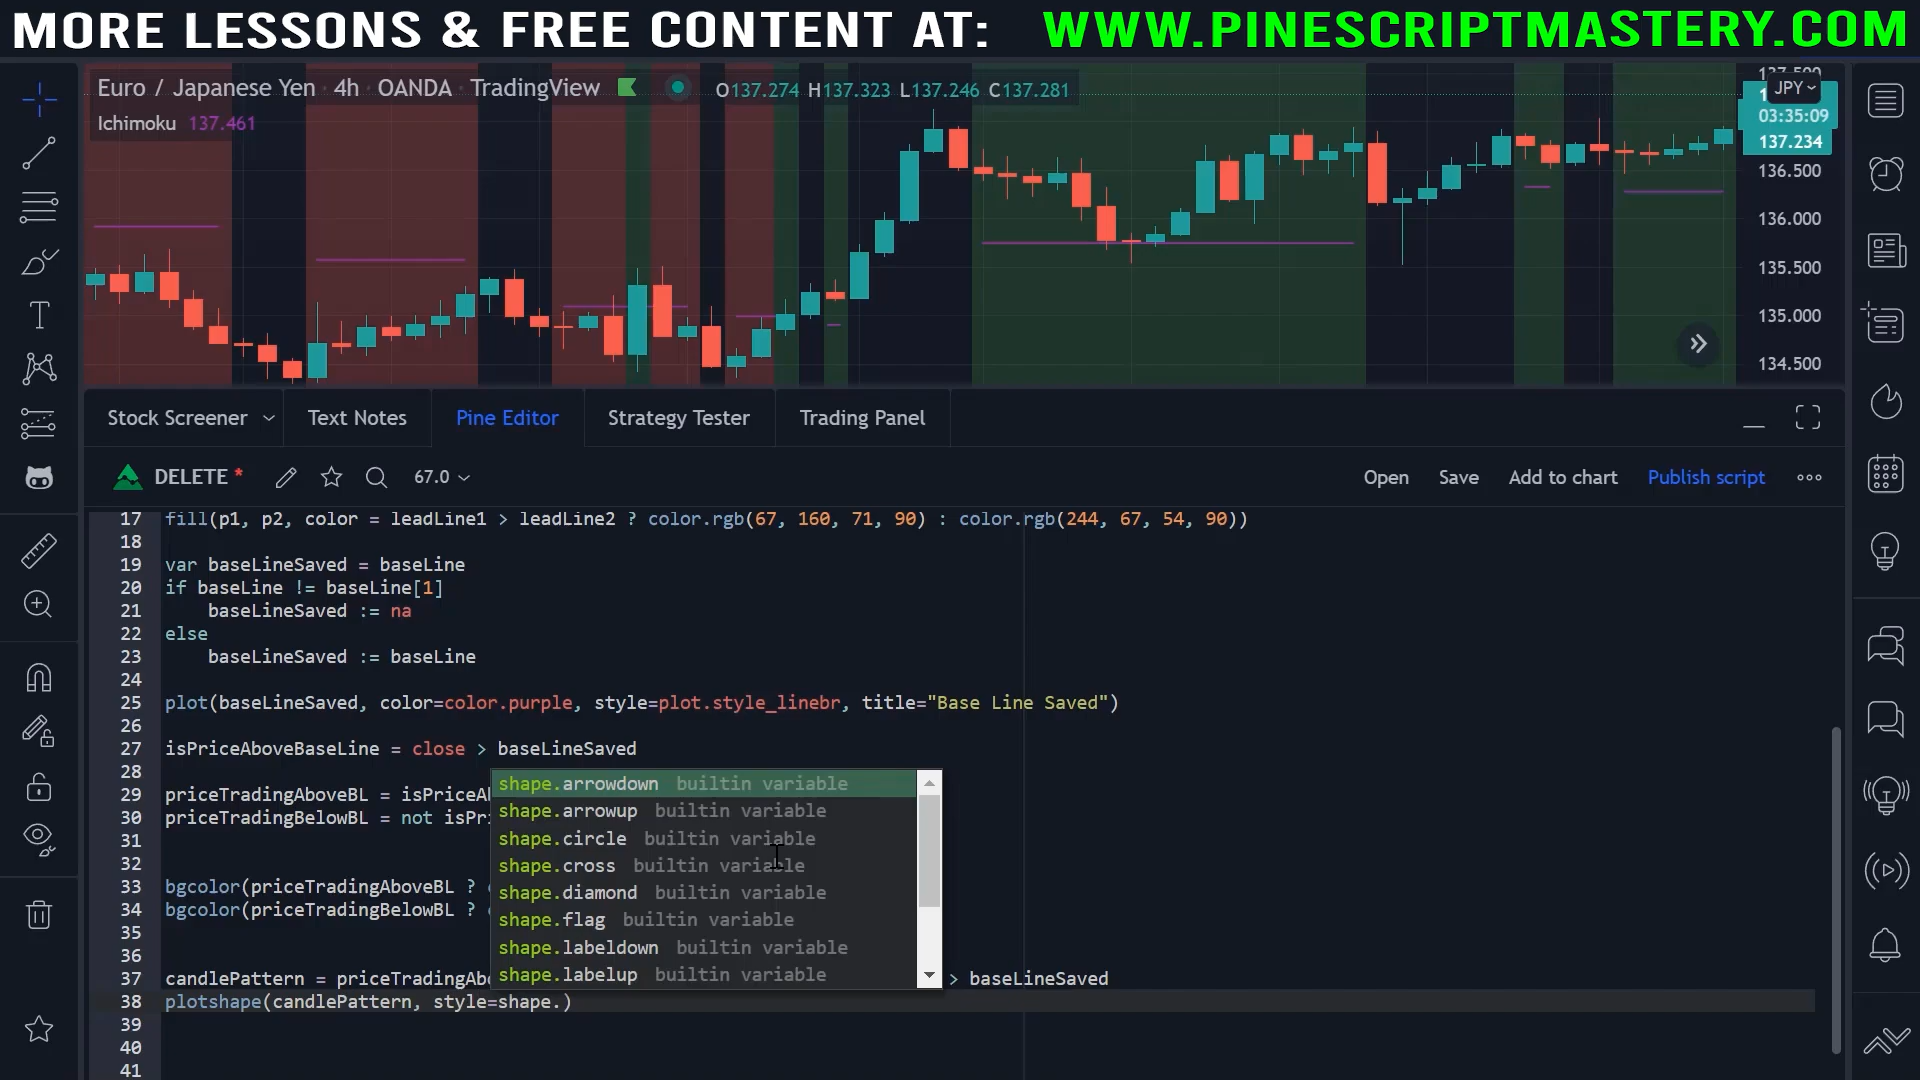 MORE LESSONS & FREE CONTENT AT: WWW.PINESCRIPTMASTERY.COM
Euro / Japanese Yen · 4h · OANDA · TradingView O137.274 H137.323 L137.246 C137.281
Ichimoku 137.461
137.500
JPY
03:35:09
137.234
136.500
136.000
135.500
135.000
134.500
Stock Screener Text Notes Pine Editor Strategy Tester Trading Panel
DELETE * 67.0 Open Save Add to chart Publish script
17 fill(p1, p2, color = leadLine1 > leadLine2 ? color.rgb(67, 160, 71, 90) : color.rgb(244, 67, 54, 90))
18
19 var baseLineSaved = baseLine
20 if baseLine != baseLine[1]
21 baseLineSaved := na
22 else
23 baseLineSaved := baseLine
24
25 plot(baseLineSaved, color=color.purple, style=plot.style_linebr, title="Base Line Saved")
26
27 isPriceAboveBaseLine = close > baseLineSaved
28
29 priceTradingAboveBL = isPriceA
30 priceTradingBelowBL = not isPri
31
32
33 bgcolor(priceTradingAboveBL ?
34 bgcolor(priceTradingBelowBL ?
35
36
37 candlePattern = priceTradingAb > baseLineSaved
38 plotshape(candlePattern, style=shape.)
39
40
41
shape.arrowdown builtin variable
shape.arrowup builtin variable
shape.circle builtin variable
shape.cross builtin variable
shape.diamond builtin variable
shape.flag builtin variable
shape.labeldown builtin variable
shape.labelup builtin variable